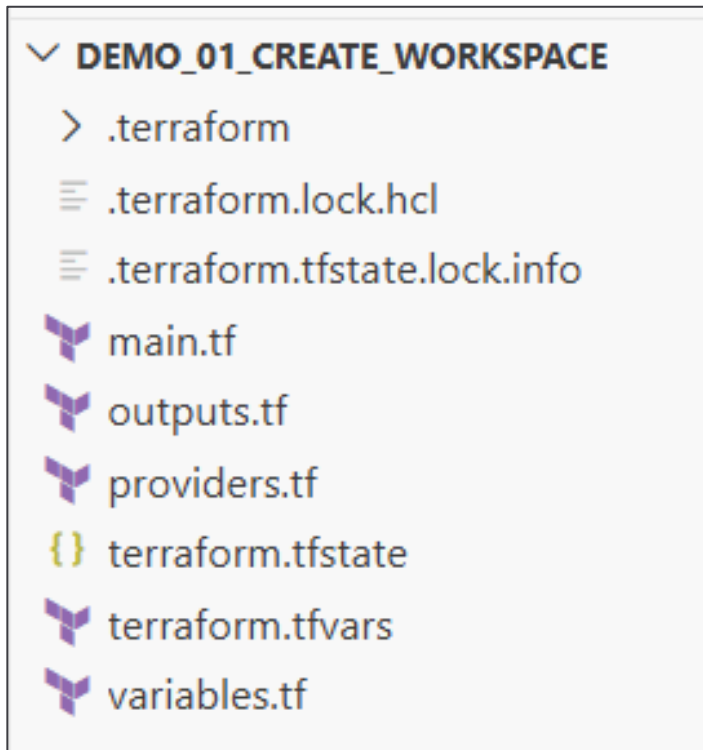 DEMO_01_CREATE_WORKSPACE
.terraform
.terraform.lock.hcl
.terraform.tfstate.lock.info
main.tf
outputs.tf
providers.tf
terraform.tfstate
terraform.tfvars
variables.tf